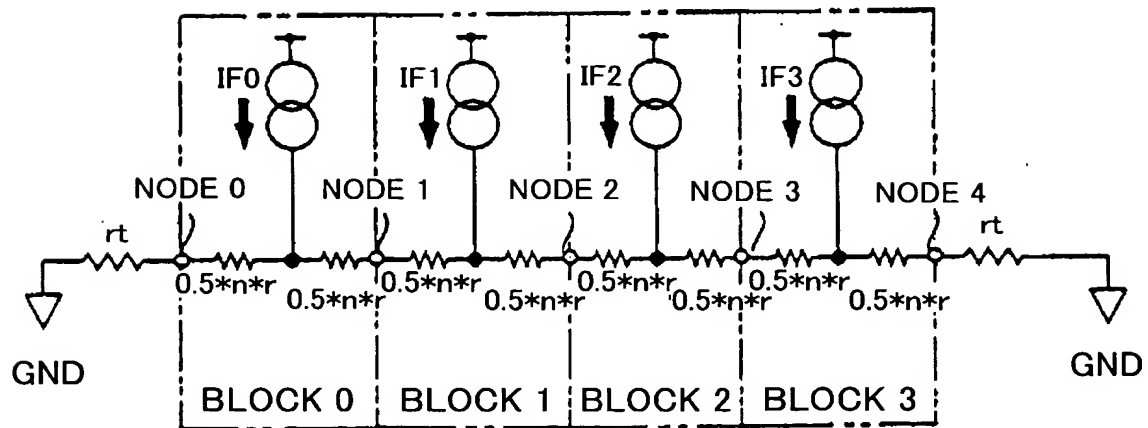 IF0 IF1 IF2 IF3
NODE 0 NODE 1 NODE 2 NODE 3 NODE 4
rt rt
0.5*n*r 0.5*n*r 0.5*n*r 0.5*n*r 0.5*n*r 0.5*n*r 0.5*n*r 0.5*n*r
GND GND
BLOCK 0 BLOCK 1 BLOCK 2 BLOCK 3